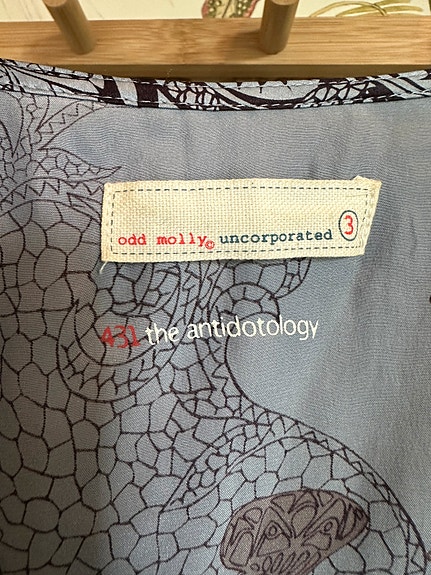 odd molly© uncorporated 3
431 the antidotology